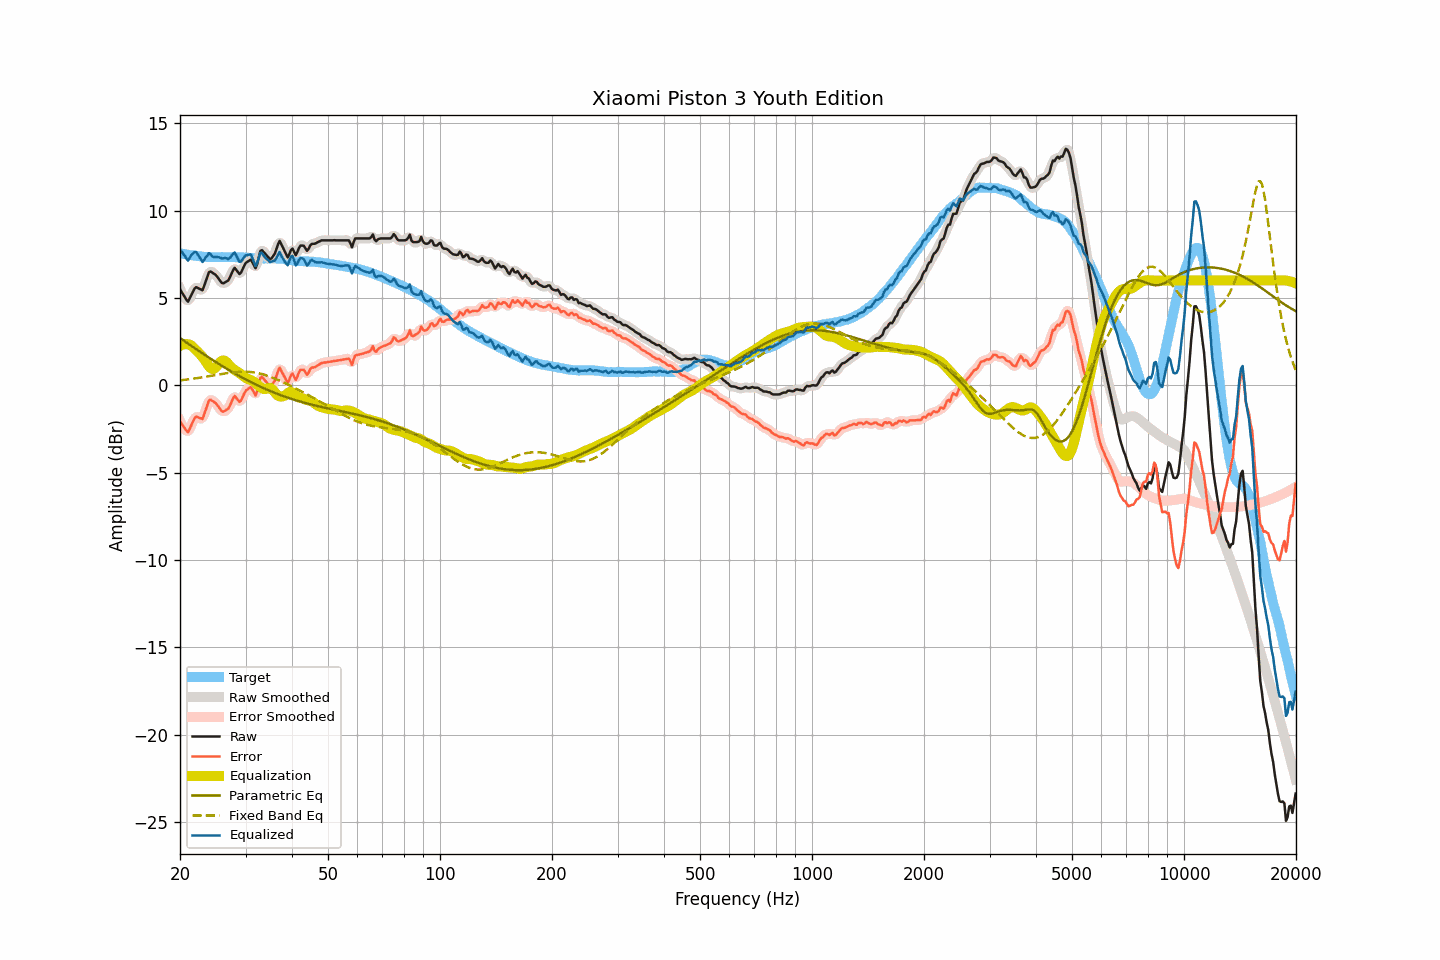 Xiaomi Piston 3 Youth Edition
15
10
5
0
−5
−10
−15
−20
−25
Amplitude (dBr)
Target
Raw Smoothed
Error Smoothed
Raw
Error
Equalization
Parametric Eq
Fixed Band Eq
Equalized
20 50 100 200 500 1000 2000 5000 10000 20000
Frequency (Hz)